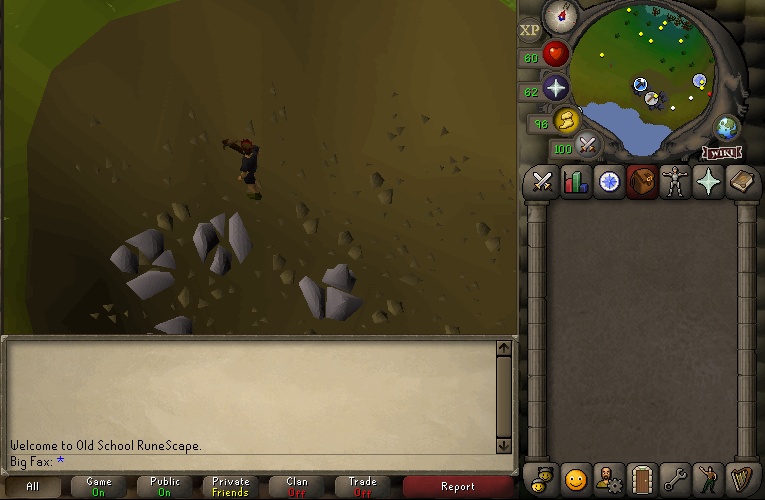 XP
60
62
96
100
WIKI
Welcome to Old School RuneScape.
Big Fax: *
All
Game
On
Public
On
Private
Friends
Clan
Off
Trade
Off
Report